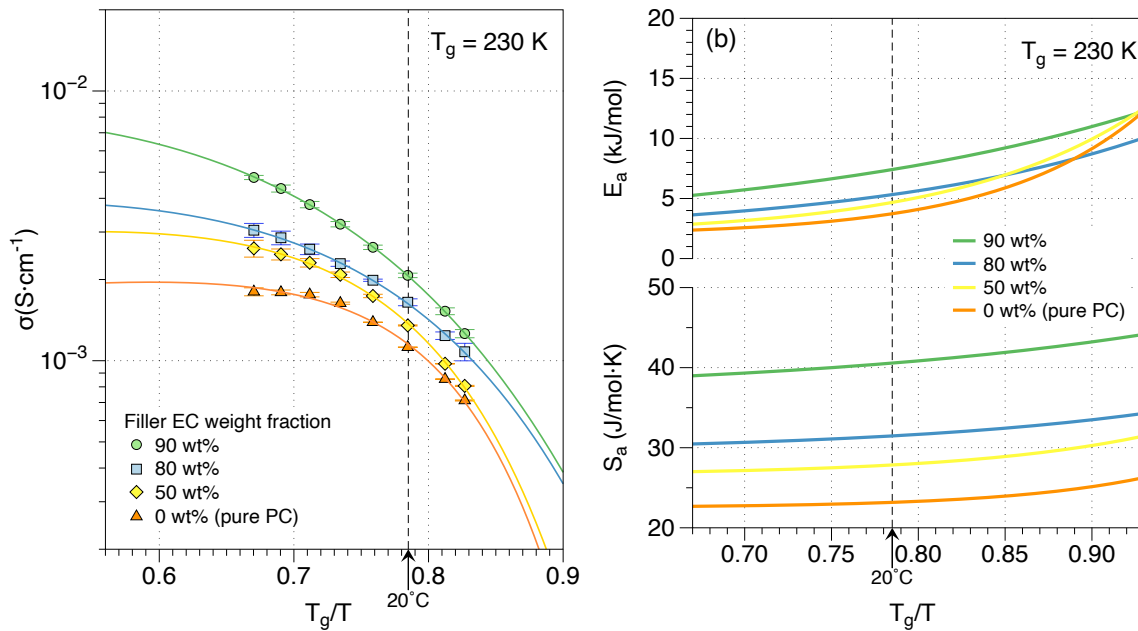 T_g = 230 K
10⁻²
10⁻³
σ(S·cm⁻¹)
Filler EC weight fraction
90 wt%
80 wt%
50 wt%
0 wt% (pure PC)
0.6
0.7
0.8
0.9
20˚C
T_g/T
(b)
T_g = 230 K
20
15
10
5
0
E_a (kJ/mol)
90 wt%
80 wt%
50 wt%
0 wt% (pure PC)
50
40
30
20
S_a (J/mol·K)
0.70
0.75
0.80
0.85
0.90
20˚C
T_g/T